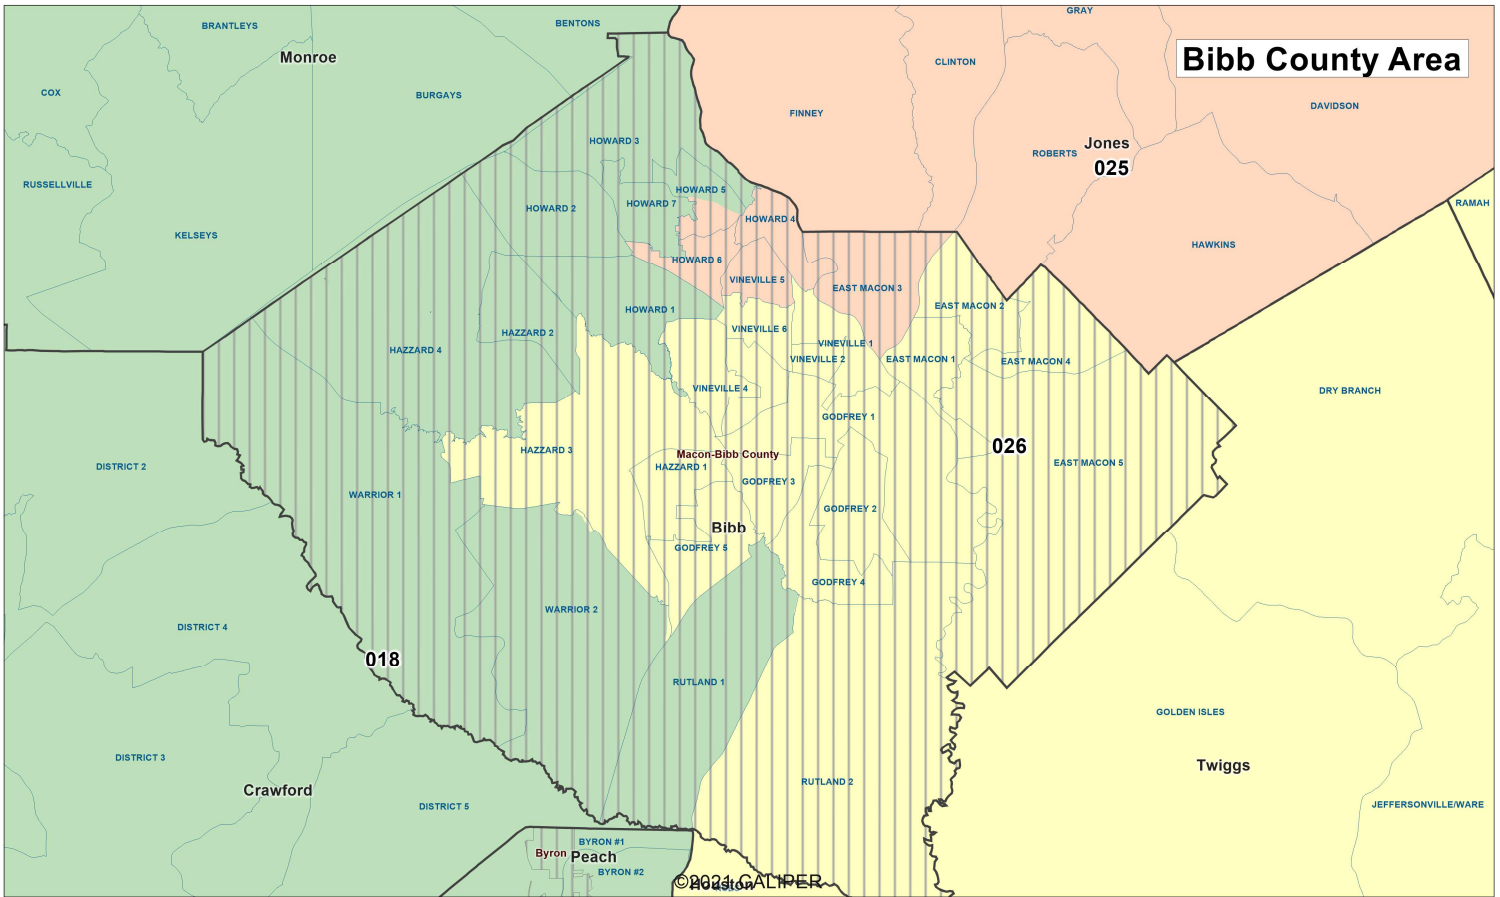 BRANTLEYS
BENTONS
GRAY
Monroe
Bibb County Area
CLINTON
COX
BURGAYS
DAVIDSON
FINNEY
HOWARD 3
Jones
ROBERTS
025
RUSSELLVILLE
HOWARD 5
HOWARD 7
RAMAH
HOWARD 2
HOWARD 4
KELSEYS
HAWKINS
HOWARD 6
VINEVILLE 5
EAST MACON 3
EAST MACON 2
HOWARD 1
VINEVILLE 6
HAZZARD 2
VINEVILLE 1
HAZZARD 4
VINEVILLE 2
EAST MACON 1
EAST MACON 4
VINEVILLE 4
DRY BRANCH
GODFREY 1
026
HAZZARD 3
Macon-Bibb County
DISTRICT 2
HAZZARD 1
EAST MACON 5
GODFREY 3
WARRIOR 1
GODFREY 2
Bibb
GODFREY 5
GODFREY 4
WARRIOR 2
DISTRICT 4
018
RUTLAND 1
GOLDEN ISLES
DISTRICT 3
Twiggs
RUTLAND 2
Crawford
DISTRICT 5
JEFFERSONVILLE/WARE
BYRON #1
Byron
Peach
BYRON #2
©2021 CALIPER
Houston